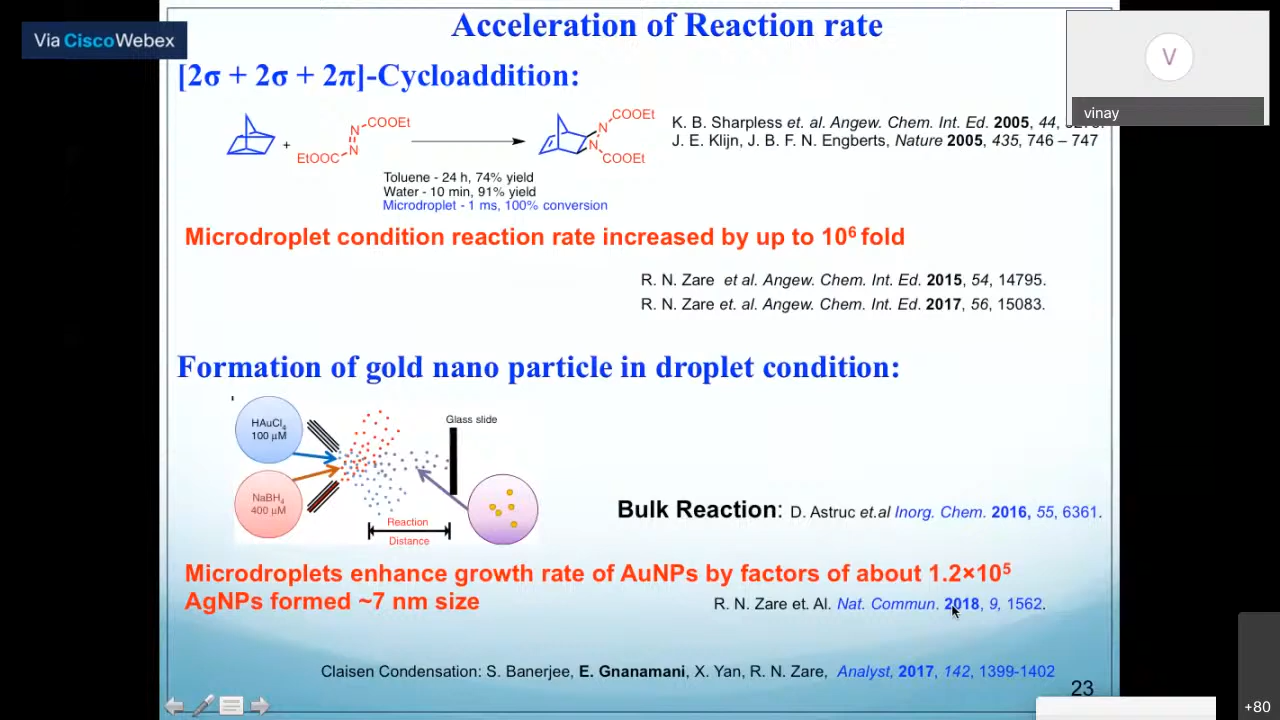 Acceleration of Reaction rate
Via Cisco Webex
V
vinay
[2σ + 2σ + 2π]-Cycloaddition:
COOEt
N
N
EtOOC
+
COOEt
N
N
COOEt
K. B. Sharpless et. al. Angew. Chem. Int. Ed. 2005, 44,
J. E. Klijn, J. B. F. N. Engberts, Nature 2005, 435, 746 – 747
Toluene - 24 h, 74% yield
Water - 10 min, 91% yield
Microdroplet - 1 ms, 100% conversion
Microdroplet condition reaction rate increased by up to 10⁶ fold
R. N. Zare et al. Angew. Chem. Int. Ed. 2015, 54, 14795.
R. N. Zare et. al. Angew. Chem. Int. Ed. 2017, 56, 15083.
Formation of gold nano particle in droplet condition:
HAuCl₄
100 μM
NaBH₄
400 μM
Glass slide
Reaction
Distance
Bulk Reaction: D. Astruc et.al Inorg. Chem. 2016, 55, 6361.
Microdroplets enhance growth rate of AuNPs by factors of about 1.2×10⁵
AgNPs formed ~7 nm size
R. N. Zare et. Al. Nat. Commun. 2018, 9, 1562.
Claisen Condensation: S. Banerjee, E. Gnanamani, X. Yan, R. N. Zare, Analyst, 2017, 142, 1399-1402
23
+80